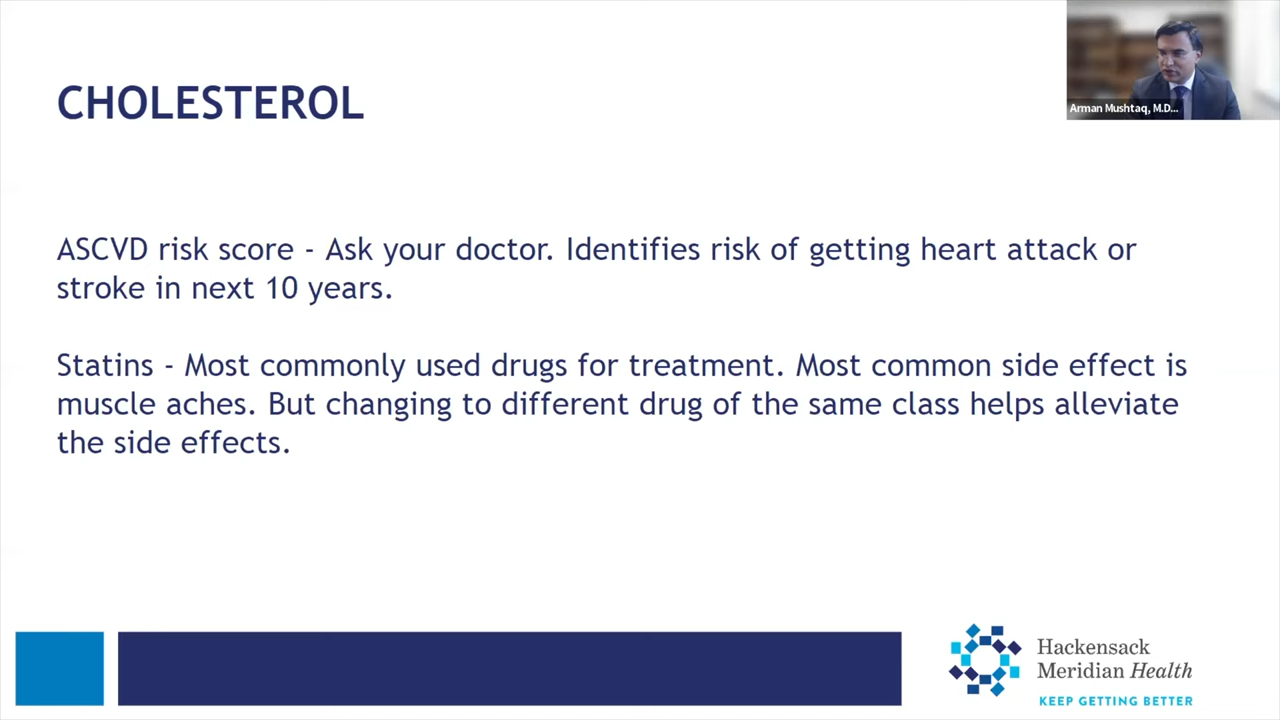 CHOLESTEROL
Arman Mushtaq, M.D...
ASCVD risk score - Ask your doctor. Identifies risk of getting heart attack or
stroke in next 10 years.
Statins - Most commonly used drugs for treatment. Most common side effect is
muscle aches. But changing to different drug of the same class helps alleviate
the side effects.
Hackensack
Meridian Health
KEEP GETTING BETTER